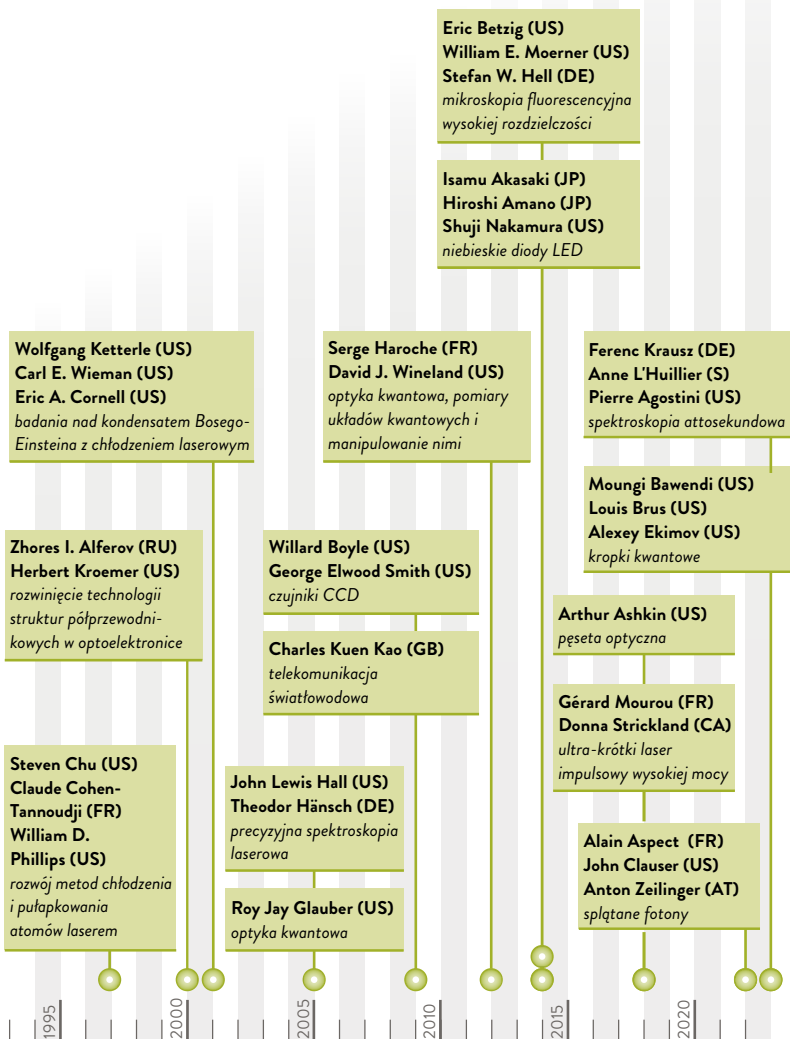 Eric Betzig (US)
William E. Moerner (US)
Stefan W. Hell (DE)
mikroskopia fluorescencyjna
wysokiej rozdzielczości
Isamu Akasaki (JP)
Hiroshi Amano (JP)
Shuji Nakamura (US)
niebieskie diody LED
Wolfgang Ketterle (US)
Carl E. Wieman (US)
Eric A. Cornell (US)
badania nad kondensatem Bosego-
Einsteina z chłodzeniem laserowym
Serge Haroche (FR)
David J. Wineland (US)
optyka kwantowa, pomiary
układów kwantowych i
manipulowanie nimi
Ferenc Krausz (DE)
Anne L'Huillier (S)
Pierre Agostini (US)
spektroskopia attosekundowa
Moungi Bawendi (US)
Louis Brus (US)
Alexey Ekimov (US)
kropki kwantowe
Zhores I. Alferov (RU)
Herbert Kroemer (US)
rozwinięcie technologii
struktur półprzewodni-
kowych w optoelektronice
Willard Boyle (US)
George Elwood Smith (US)
czujniki CCD
Charles Kuen Kao (GB)
telekomunikacja
światłowodowa
Arthur Ashkin (US)
pęseta optyczna
Gérard Mourou (FR)
Donna Strickland (CA)
ultra-krótki laser
impulsowy wysokiej mocy
Steven Chu (US)
Claude Cohen-
Tannoudji (FR)
William D.
Phillips (US)
rozwój metod chłodzenia
i pułapkowania
atomów laserem
John Lewis Hall (US)
Theodor Hänsch (DE)
precyzyjna spektroskopia
laserowa
Roy Jay Glauber (US)
optyka kwantowa
Alain Aspect (FR)
John Clauser (US)
Anton Zeilinger (AT)
splątane fotony
1995
2000
2005
2010
2015
2020